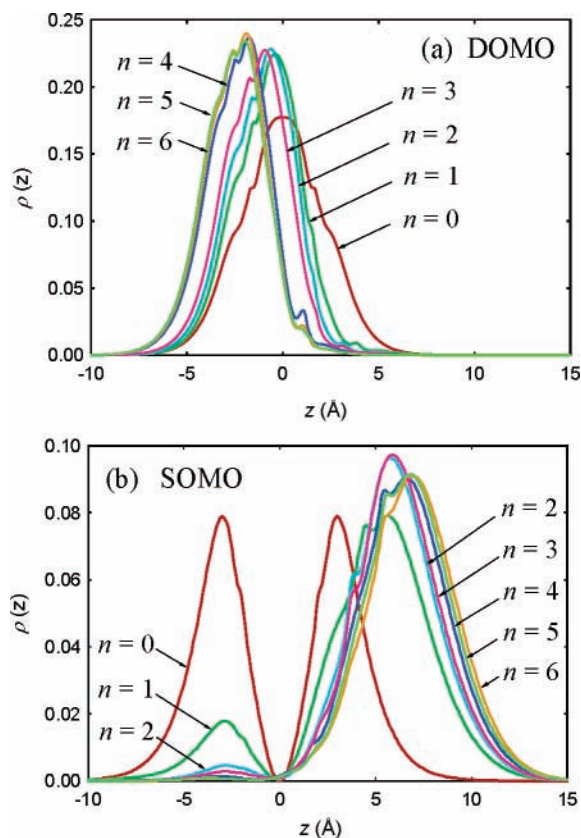 (a) DOMO
0.25
0.20
0.15
0.10
0.05
0.00
ρ (z)
n = 4
n = 5
n = 6
n = 3
n = 2
n = 1
n = 0
-10 -5 0 5 10 15
z (Å)
(b) SOMO
0.10
0.08
0.06
0.04
0.02
0.00
ρ (z)
n = 0
n = 1
n = 2
n = 2
n = 3
n = 4
n = 5
n = 6
-10 -5 0 5 10 15
z (Å)